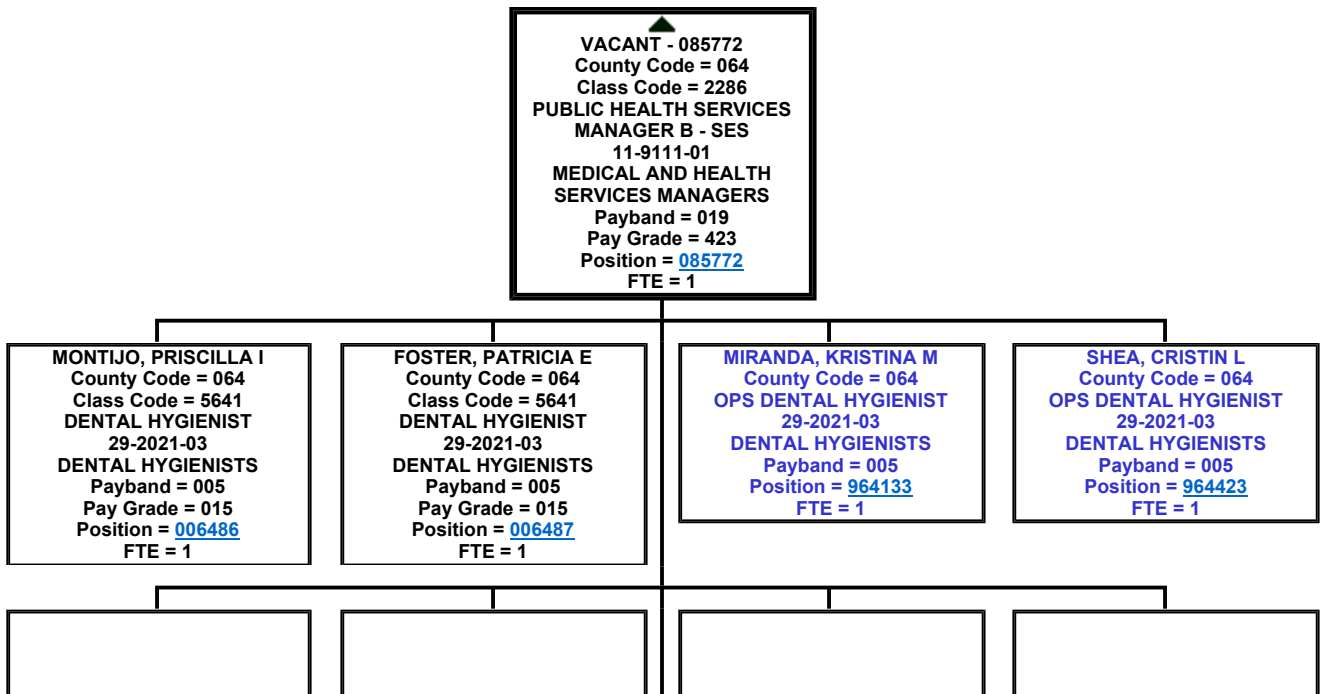 VACANT - 085772
County Code = 064
Class Code = 2286
PUBLIC HEALTH SERVICES
MANAGER B - SES
11-9111-01
MEDICAL AND HEALTH
SERVICES MANAGERS
Payband = 019
Pay Grade = 423
Position = 085772
FTE = 1
MONTIJO, PRISCILLA I
County Code = 064
Class Code = 5641
DENTAL HYGIENIST
29-2021-03
DENTAL HYGIENISTS
Payband = 005
Pay Grade = 015
Position = 006486
FTE = 1
FOSTER, PATRICIA E
County Code = 064
Class Code = 5641
DENTAL HYGIENIST
29-2021-03
DENTAL HYGIENISTS
Payband = 005
Pay Grade = 015
Position = 006487
FTE = 1
MIRANDA, KRISTINA M
County Code = 064
OPS DENTAL HYGIENIST
29-2021-03
DENTAL HYGIENISTS
Payband = 005
Position = 964133
FTE = 1
SHEA, CRISTIN L
County Code = 064
OPS DENTAL HYGIENIST
29-2021-03
DENTAL HYGIENISTS
Payband = 005
Position = 964423
FTE = 1